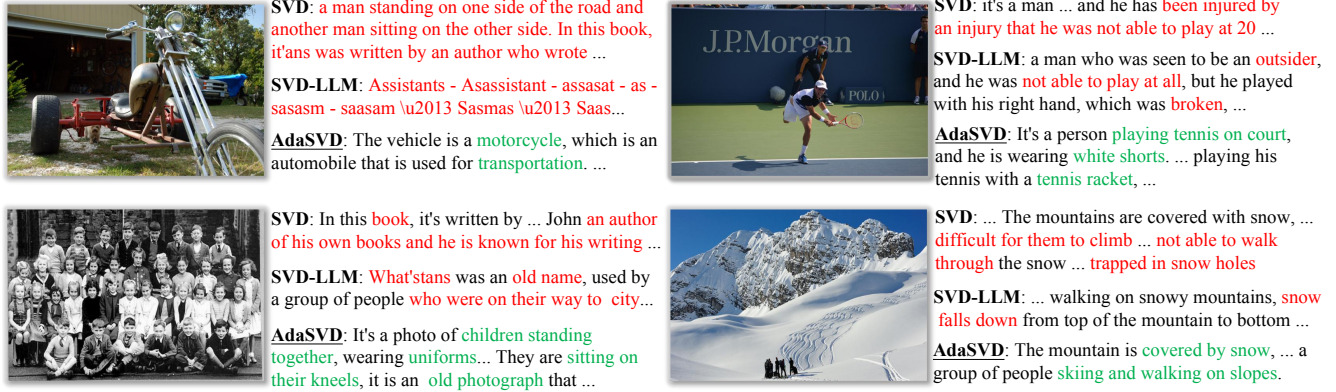 SVD: a man standing on one side of the road and
another man sitting on the other side. In this book,
it'ans was written by an author who wrote ...
SVD-LLM: Assistants - Asassistant - assasat - as -
sasasm - saasam \u2013 Sasmas \u2013 Saas...
AdaSVD: The vehicle is a motorcycle, which is an
automobile that is used for transportation. ...
J.P.Morgan
POLO
SVD: it's a man ... and he has been injured by
an injury that he was not able to play at 20 ...
SVD-LLM: a man who was seen to be an outsider,
and he was not able to play at all, but he played
with his right hand, which was broken, ...
AdaSVD: It's a person playing tennis on court,
and he is wearing white shorts. ... playing his
tennis with a tennis racket, ...
SVD: In this book, it's written by ... John an author
of his own books and he is known for his writing ...
SVD-LLM: What'stans was an old name, used by
a group of people who were on their way to city...
AdaSVD: It's a photo of children standing
together, wearing uniforms... They are sitting on
their kneels, it is an old photograph that ...
SVD: ... The mountains are covered with snow, ...
difficult for them to climb ... not able to walk
through the snow ... trapped in snow holes
SVD-LLM: ... walking on snowy mountains, snow
falls down from top of the mountain to bottom ...
AdaSVD: The mountain is covered by snow, ... a
group of people skiing and walking on slopes.